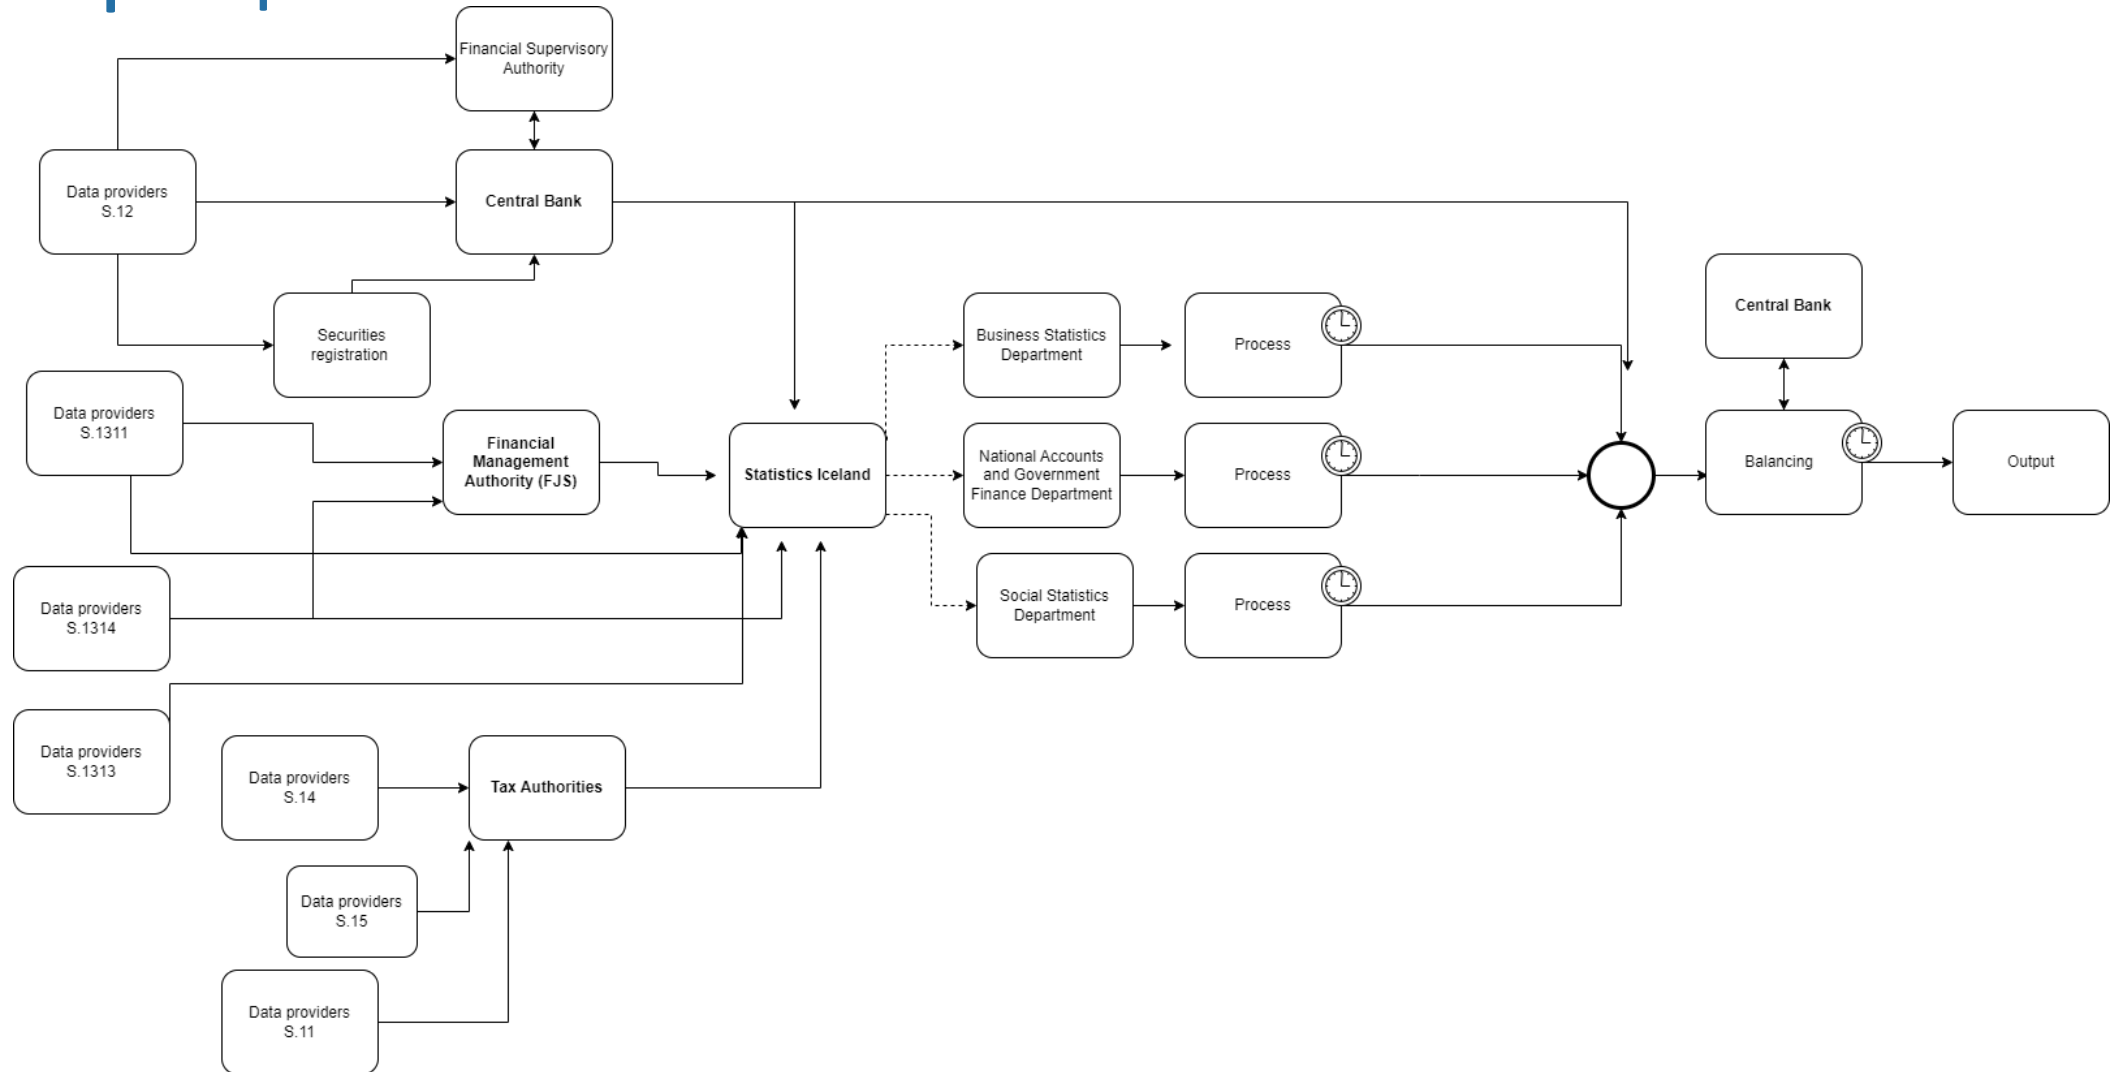 Financial Supervisory
Authority
Data providers
S.12
Central Bank
Securities
registration
Data providers
S.1311
Financial
Management
Authority (FJS)
Statistics Iceland
Business Statistics
Department
Process
Central Bank
National Accounts
and Government
Finance Department
Process
Balancing
Output
Data providers
S.1314
Social Statistics
Department
Process
Data providers
S.1313
Data providers
S.14
Tax Authorities
Data providers
S.15
Data providers
S.11